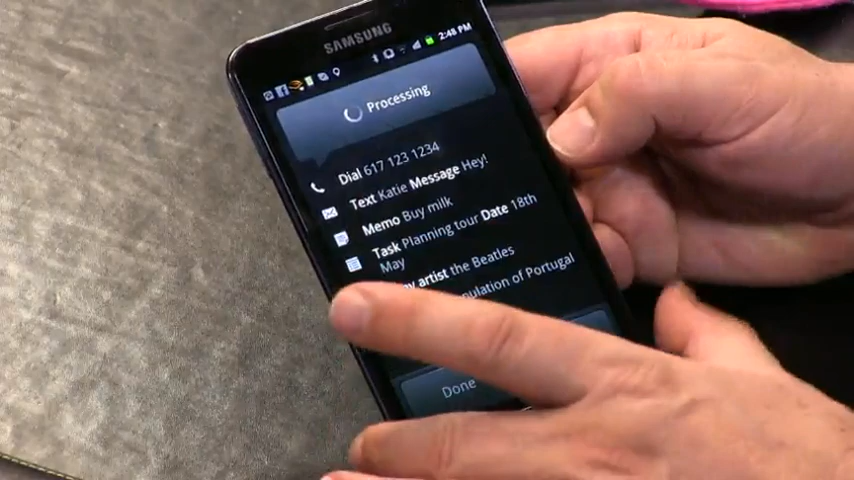 SAMSUNG
2:48 PM
Processing
Dial 617 123 1234
Text Katie Message Hey!
Memo Buy milk
Task Planning tour Date 18th
May
artist the Beatles
of Portugal
Done